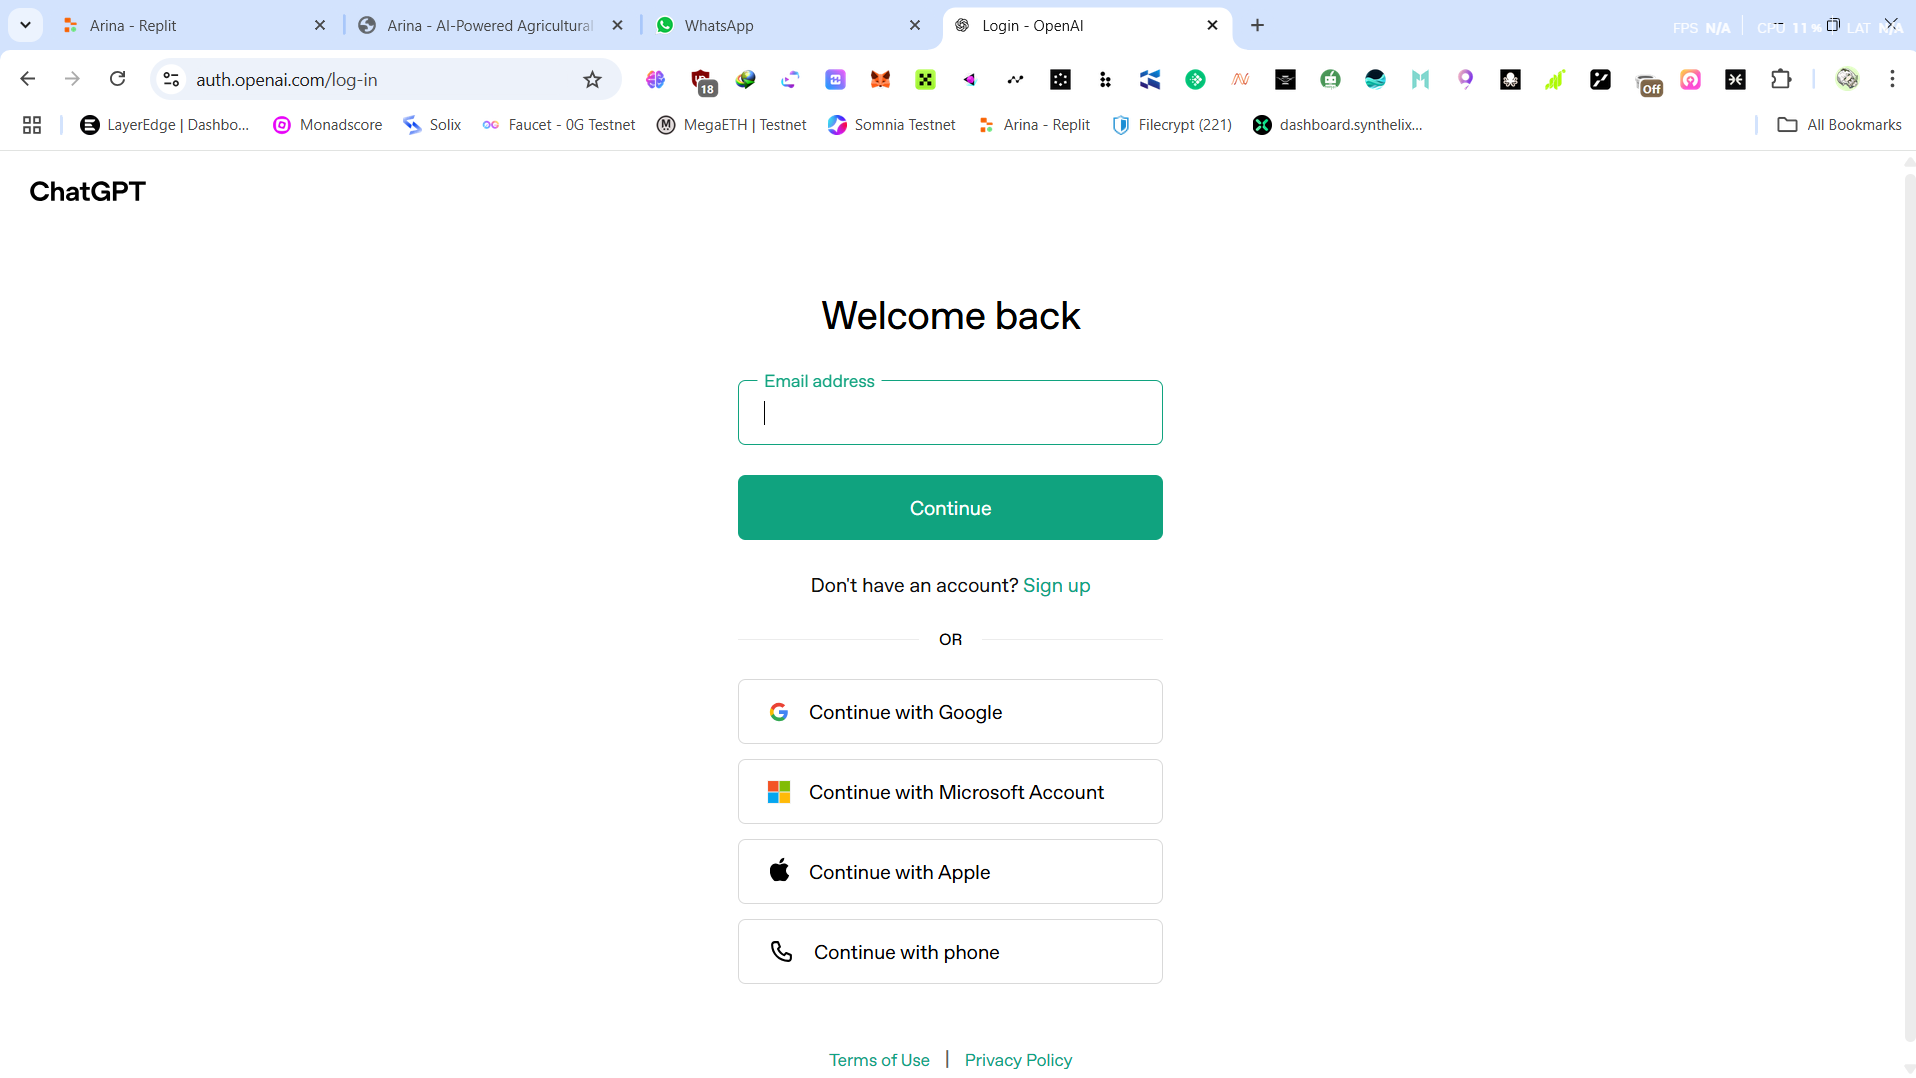 Arina - Replit
Arina - AI-Powered Agricultural
WhatsApp
Login - OpenAI
FPS N/A CPU 11 % LAT N/A
auth.openai.com/log-in
18
Off
LayerEdge | Dashbo...
Monadscore
Solix
Faucet - 0G Testnet
MegaETH | Testnet
Somnia Testnet
Arina - Replit
Filecrypt (221)
dashboard.synthelix...
All Bookmarks
ChatGPT
Welcome back
Email address
Continue
Don't have an account? Sign up
OR
Continue with Google
Continue with Microsoft Account
Continue with Apple
Continue with phone
Terms of Use | Privacy Policy